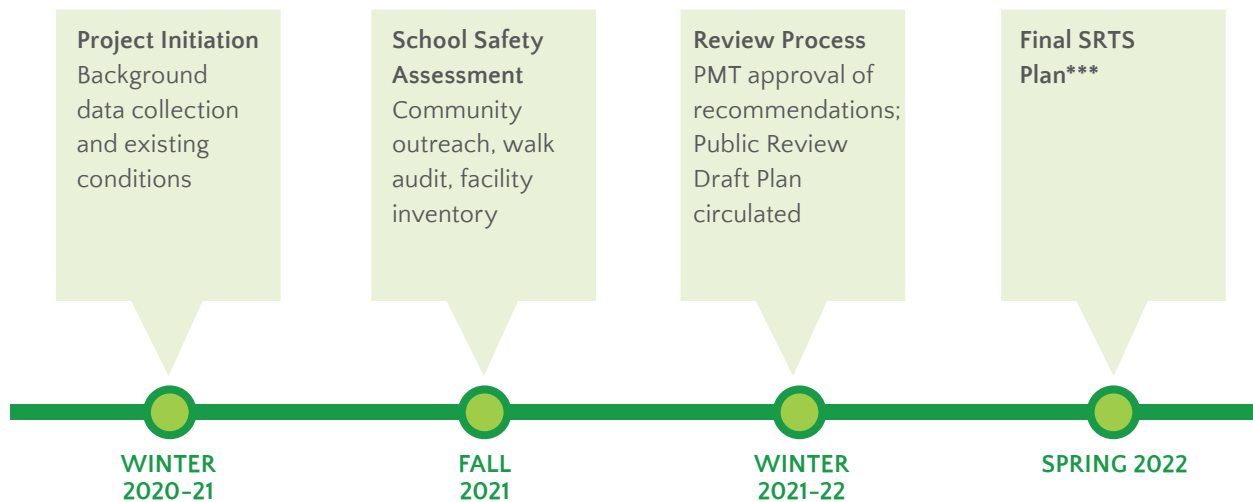 Project Initiation
Background
data collection
and existing
conditions
School Safety
Assessment
Community
outreach, walk
audit, facility
inventory
Review Process
PMT approval of
recommendations;
Public Review
Draft Plan
circulated
Final SRTS
Plan***
WINTER
2020-21
FALL
2021
WINTER
2021-22
SPRING 2022